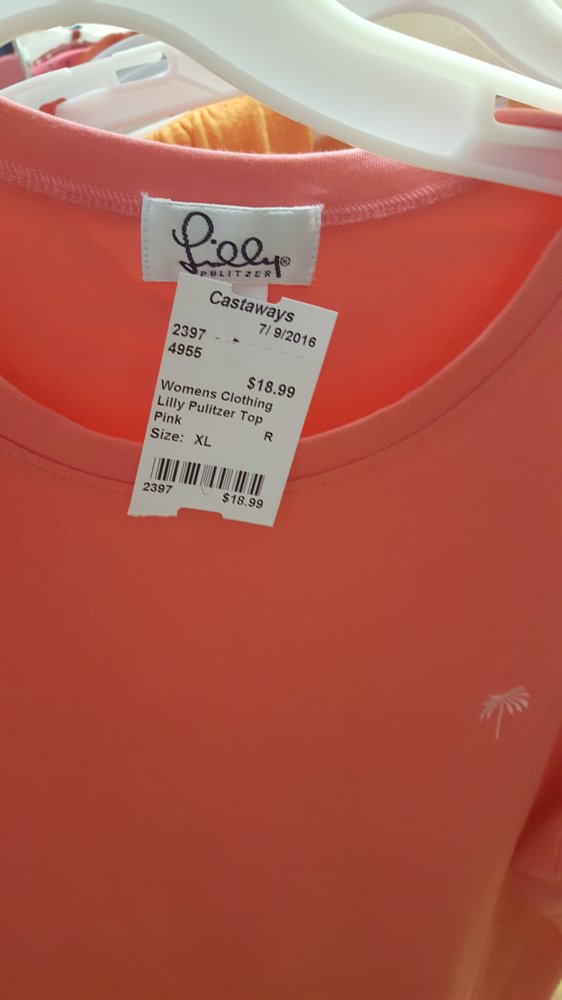 Lilly®
PULITZER
Castaways
2397 7/ 9/2016
4955
$18.99
Womens Clothing
Lilly Pulitzer Top
Pink R
Size: XL
2397 $18.99